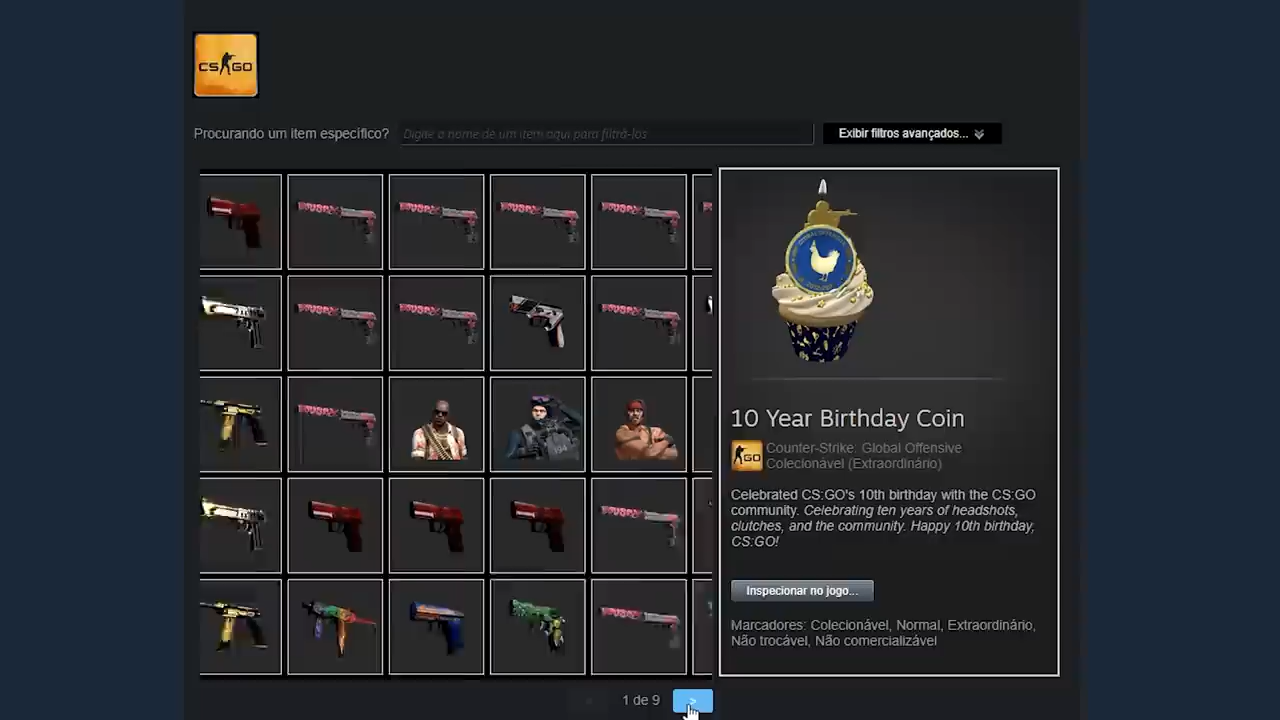 CS GO
Procurando um item específico?
Digite o nome de um item aqui para filtrá-los
Exibir filtros avançados...
10 Year Birthday Coin
GO
Counter-Strike: Global Offensive
Colecionável (Extraordinário)
Celebrated CS:GO's 10th birthday with the CS:GO
community. Celebrating ten years of headshots,
clutches, and the community. Happy 10th birthday,
CS:GO!
Inspecionar no jogo...
Marcadores: Colecionável, Normal, Extraordinário,
Não trocável, Não comercializável
1 de 9
>